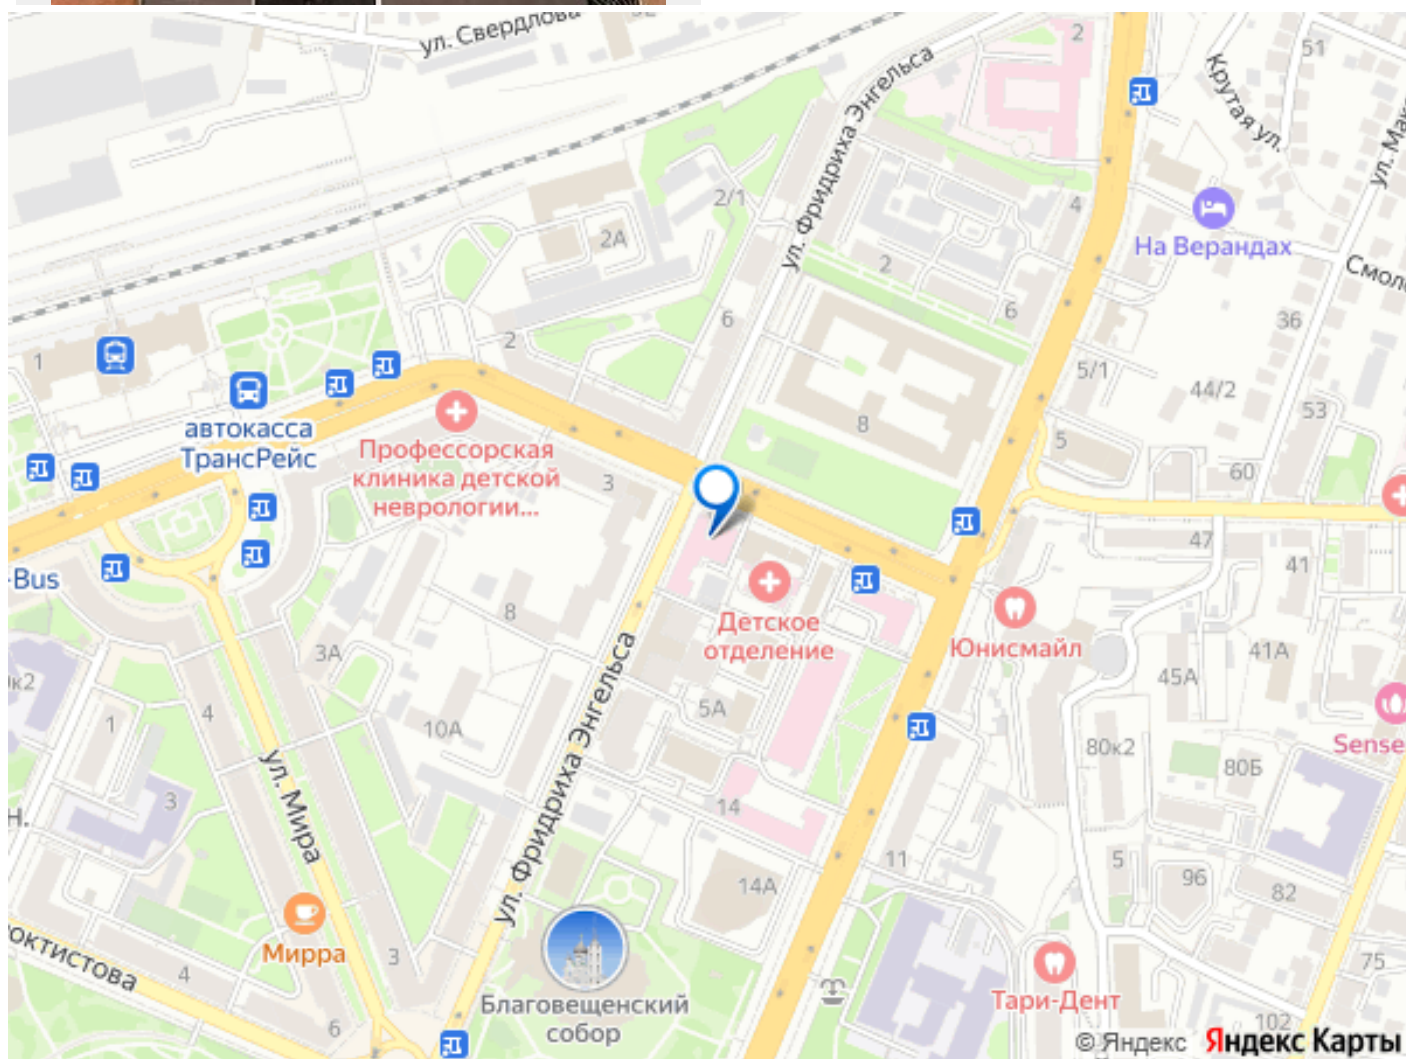 ул. Свердлова
2
51
Крутая ул.
ул. Фридриха Энгельса
2/1
4
На Верандах
2А
ул. Фридриха Энгельса
2
6
36
1
2
6
5/1
44/2
53
автокасса
ТрансРейс
Профессорская
клиника детской
неврологии...
3
8
5
60
-Bus
47
41
8
Детское
отделение
Юнисмайл
3А
41А
45А
1
4
10А
5А
80к2
80Б
Sense
ул. Мира
ул. Фридриха Энгельса
3
14
11
5
96
82
14А
Мирра
3
4
Благовещенский
собор
6
Тари-Дент
75
102
© Яндекс Яндекс Карты